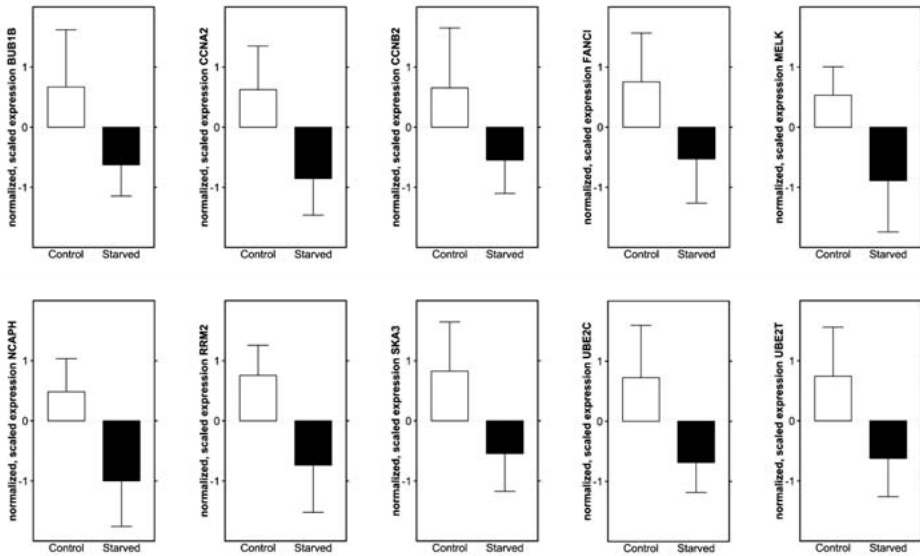 normalized, scaled expression BUB1B
1
0
-1
Control Starved
normalized, scaled expression CCNA2
1
0
-1
Control Starved
normalized, scaled expression CCNB2
1
0
-1
Control Starved
normalized, scaled expression FANCI
1
0
-1
Control Starved
normalized, scaled expression MELK
1
0
-1
Control Starved
normalized, scaled expression NCAPH
1
0
-1
Control Starved
normalized, scaled expression RRM2
1
0
-1
Control Starved
normalized, scaled expression SKA3
1
0
-1
Control Starved
normalized, scaled expression UBE2C
1
0
-1
Control Starved
normalized, scaled expression UBE2T
1
0
-1
Control Starved